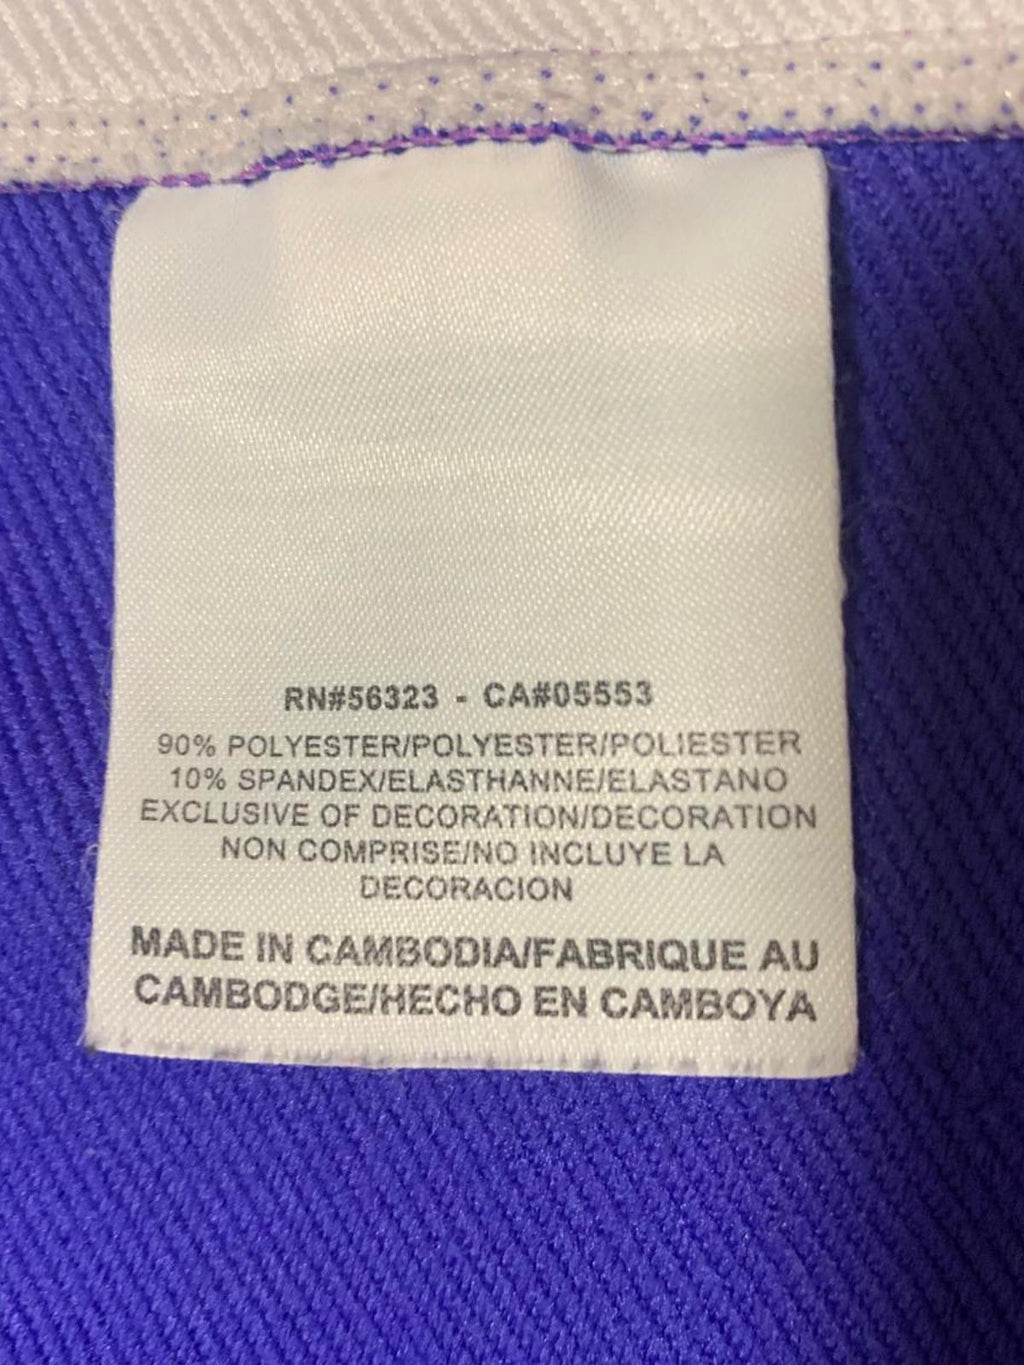 RN#56323 - CA#05553
90% POLYESTER/POLYESTER/POLIESTER
10% SPANDEX/ELASTHANNE/ELASTANO
EXCLUSIVE OF DECORATION/DECORATION
NON COMPRISE/NO INCLUYE LA
DECORACION
MADE IN CAMBODIA/FABRIQUE AU
CAMBODGE/HECHO EN CAMBOYA